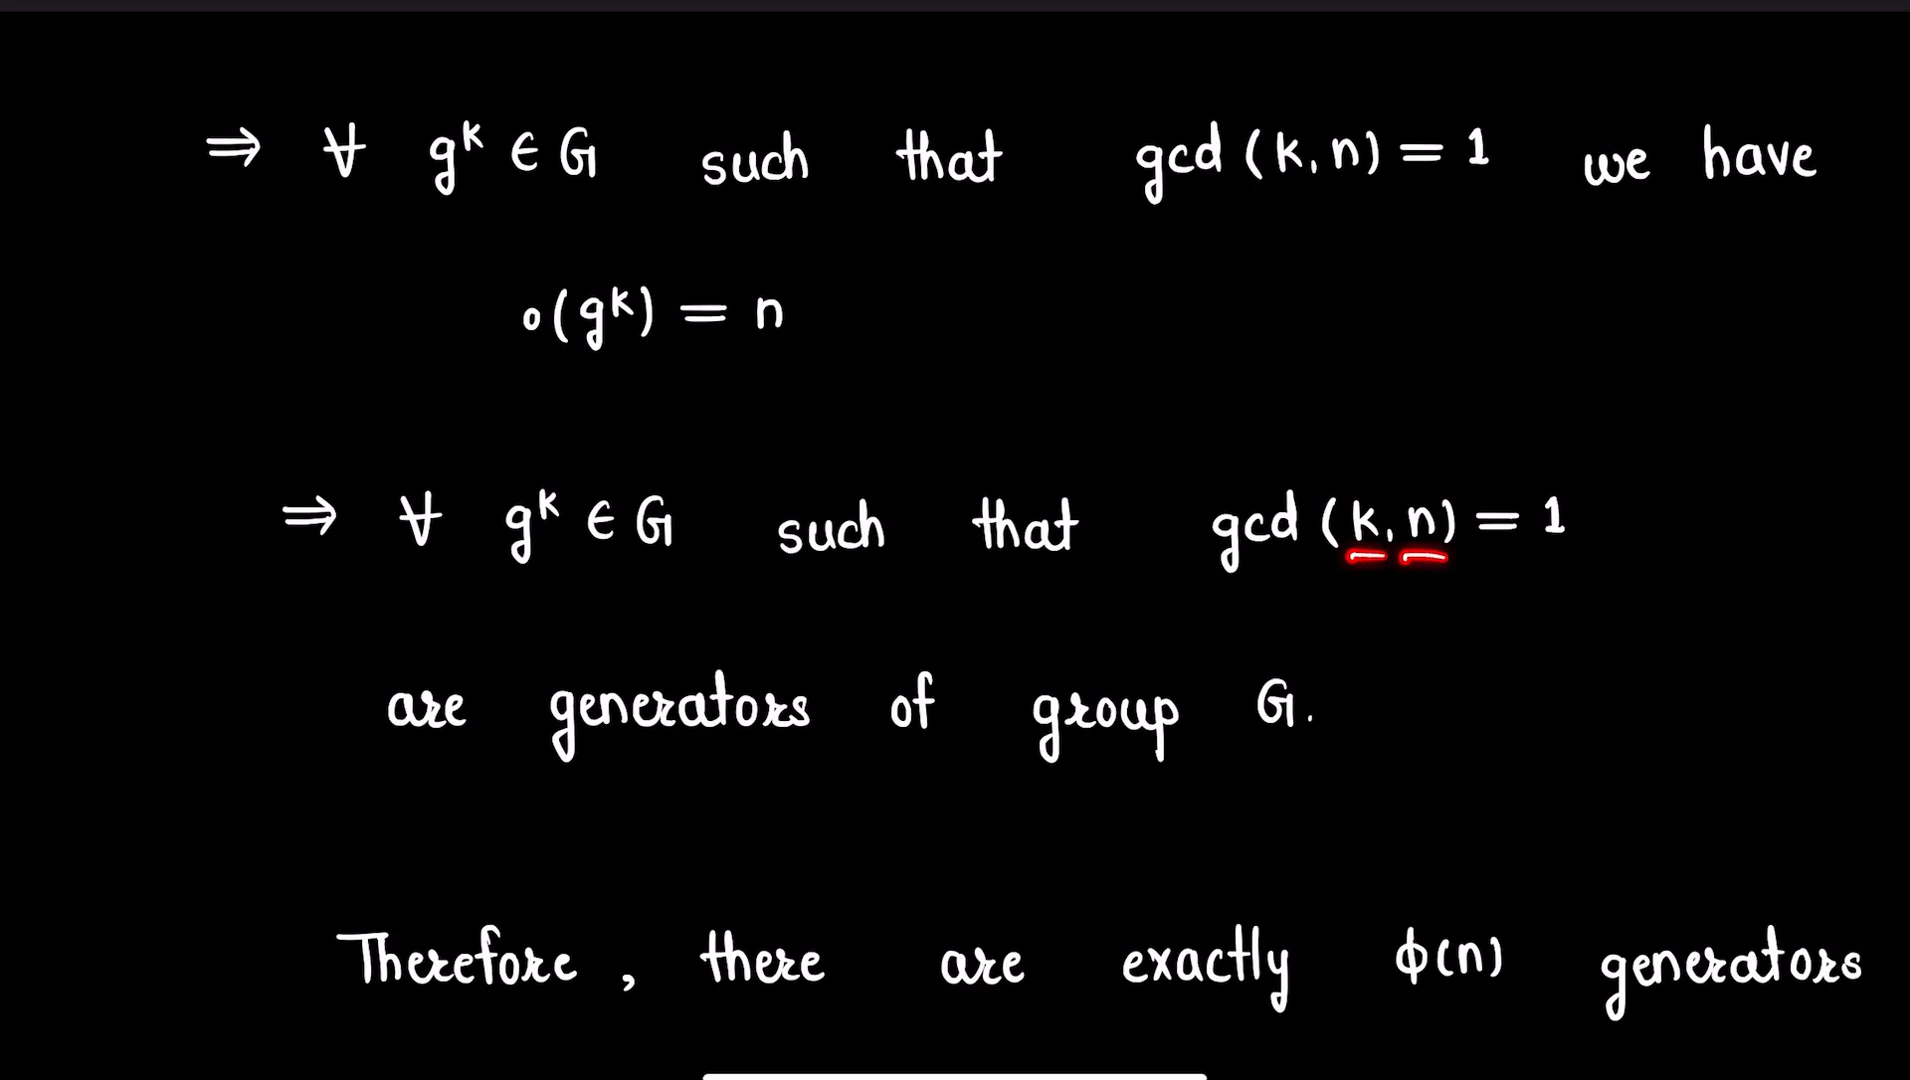 ⇒ ∀ gᵏ ∈ G such that gcd (k, n) = 1 we have
o(gᵏ) = n
⇒ ∀ gᵏ ∈ G such that gcd (k, n) = 1
are generators of group G.
Therefore, there are exactly ϕ(n) generators